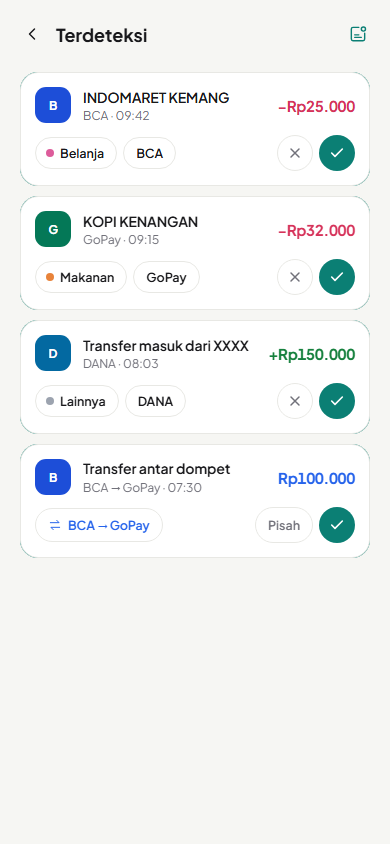 Terdeteksi
B
INDOMARET KEMANG
BCA · 09:42
–Rp25.000
Belanja
BCA
G
KOPI KENANGAN
GoPay · 09:15
–Rp32.000
Makanan
GoPay
D
Transfer masuk dari XXXX
DANA · 08:03
+Rp150.000
Lainnya
DANA
B
Transfer antar dompet
BCA → GoPay · 07:30
Rp100.000
BCA → GoPay
Pisah